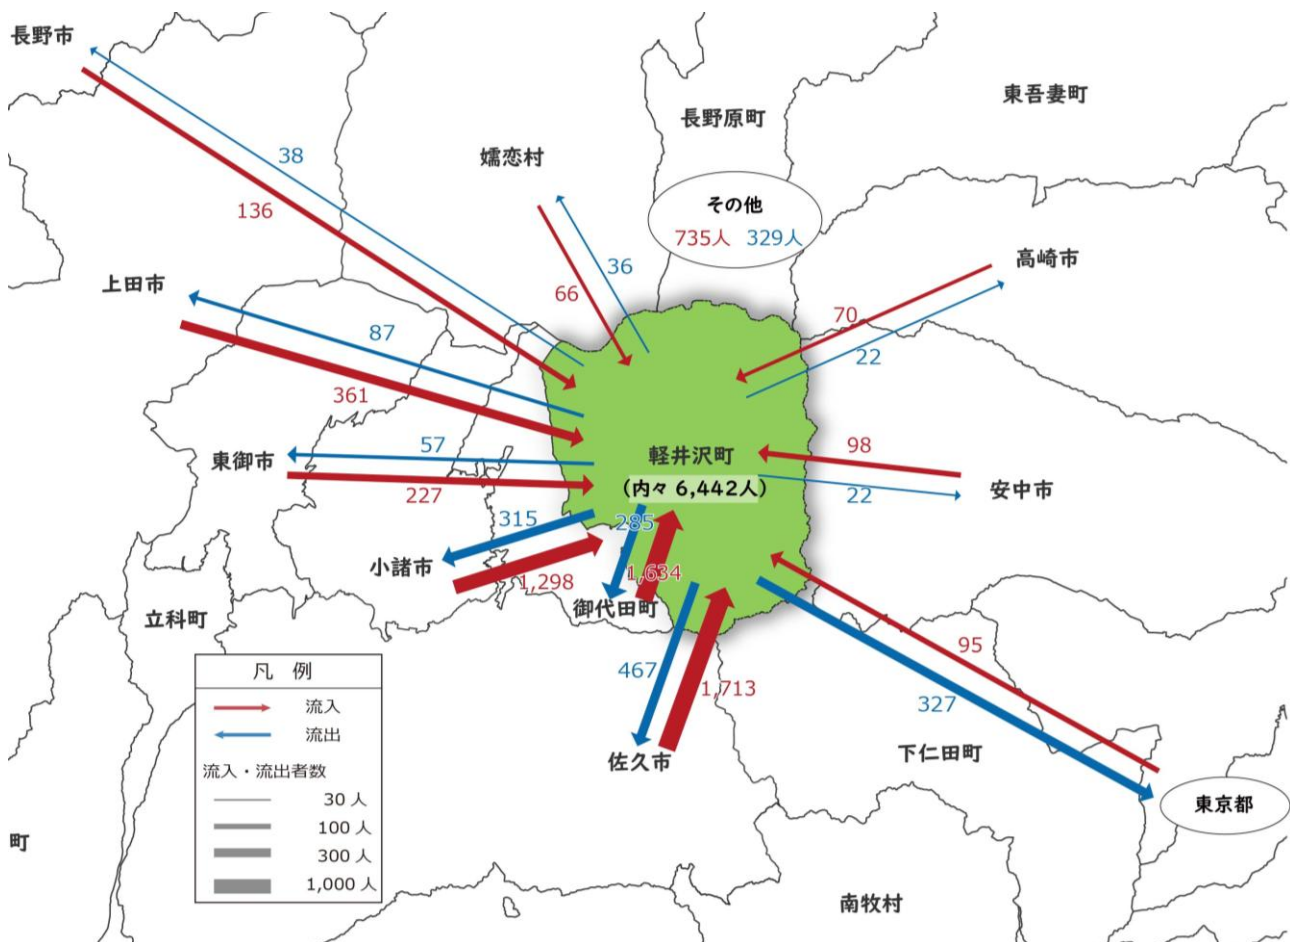 長野市
東吾妻町
長野原町
38
嬬恋村
その他
136
735人 329人
高崎市
36
上田市
66
70
87
22
361
軽井沢町
57
98
東御市
(内々 6,442人)
安中市
227
22
315
285
小諸市
1,298
1,634
御代田町
立科町
95
凡 例
467
1,713
327
流入
流出
下仁田町
佐久市
流入・流出者数
30 人
東京都
100 人
町
300 人
1,000 人
南牧村